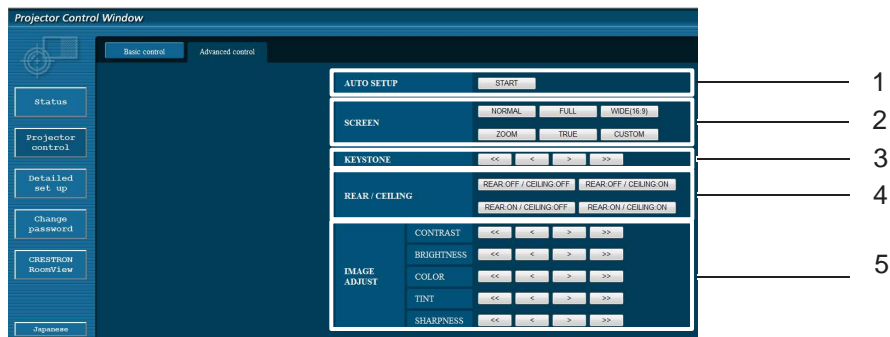 Projector Control Window
Basic control
Advanced control
Status
Projector
control
Detailed
set up
Change
password
CRESTRON
RoomView
Japanese
AUTO SETUP START
SCREEN
NORMAL FULL WIDE(16:9)
ZOOM TRUE CUSTOM
KEYSTONE << < > >>
REAR / CEILING
REAR:OFF / CEILING:OFF REAR:OFF / CEILING:ON
REAR:ON / CEILING:OFF REAR:ON / CEILING:ON
IMAGE
ADJUST
CONTRAST << < > >>
BRIGHTNESS << < > >>
COLOR << < > >>
TINT << < > >>
SHARPNESS << < > >>
1
2
3
4
5